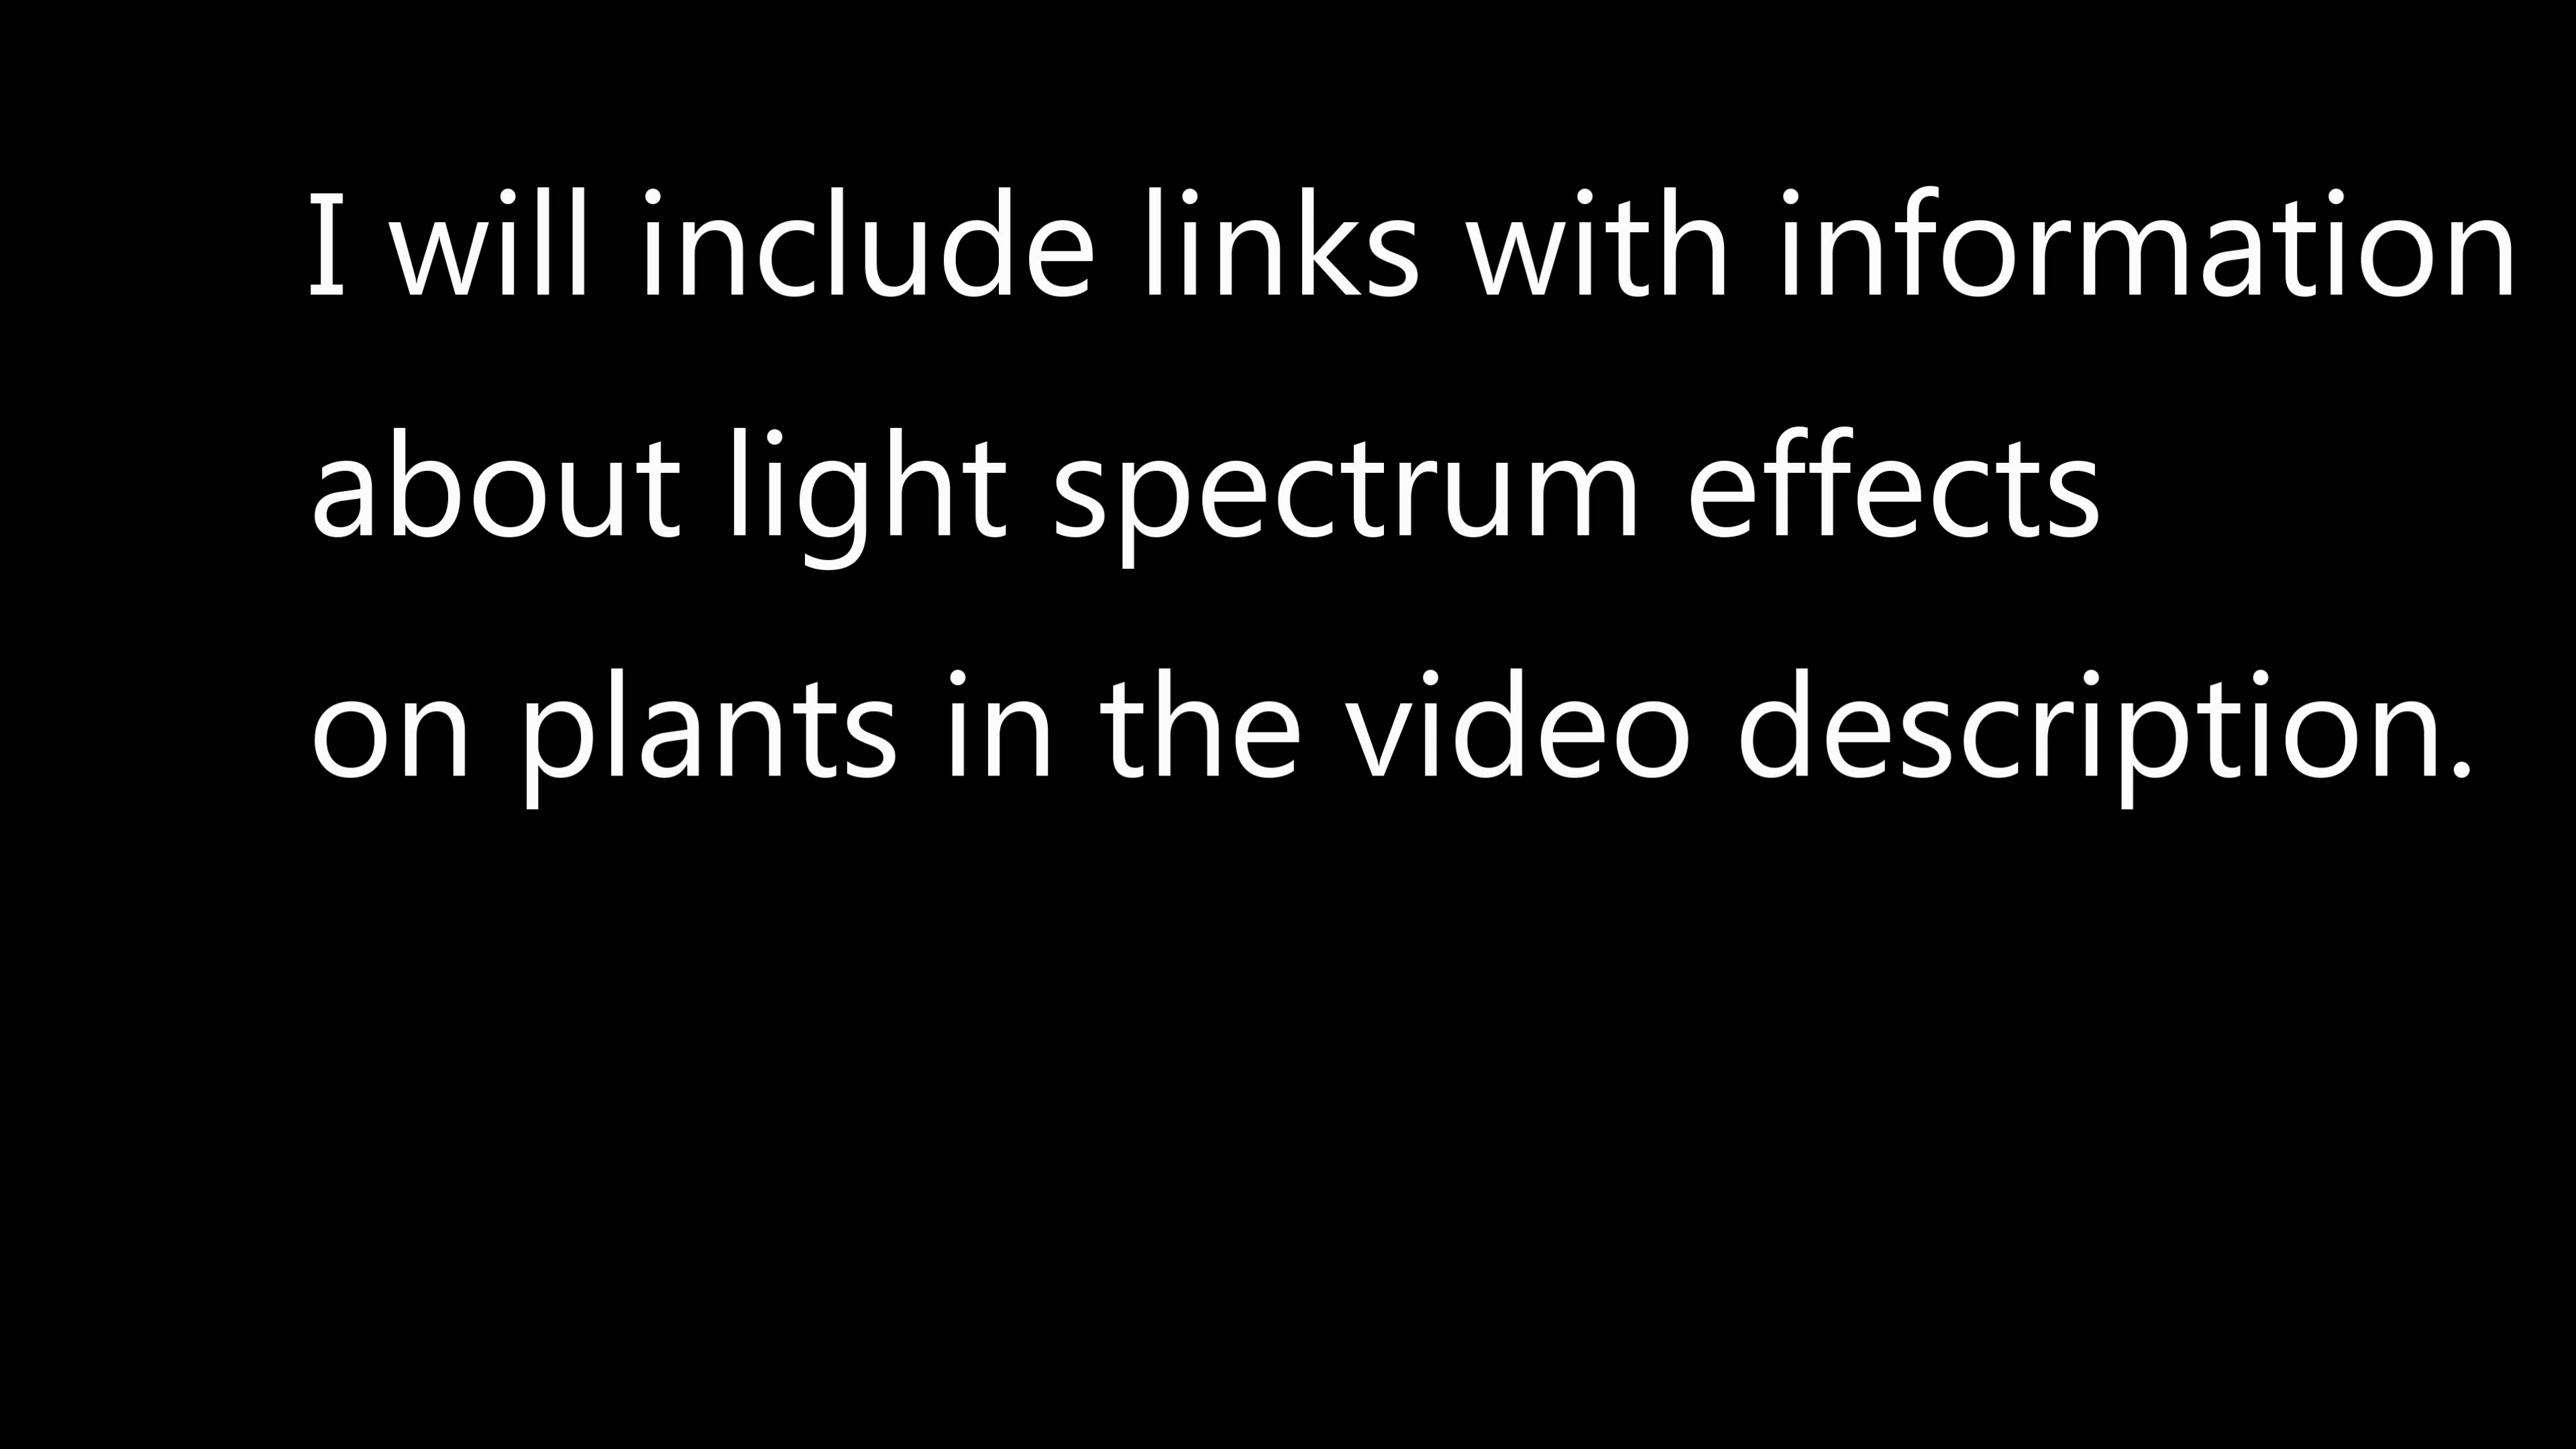 I will include links with information
about light spectrum effects
on plants in the video description.